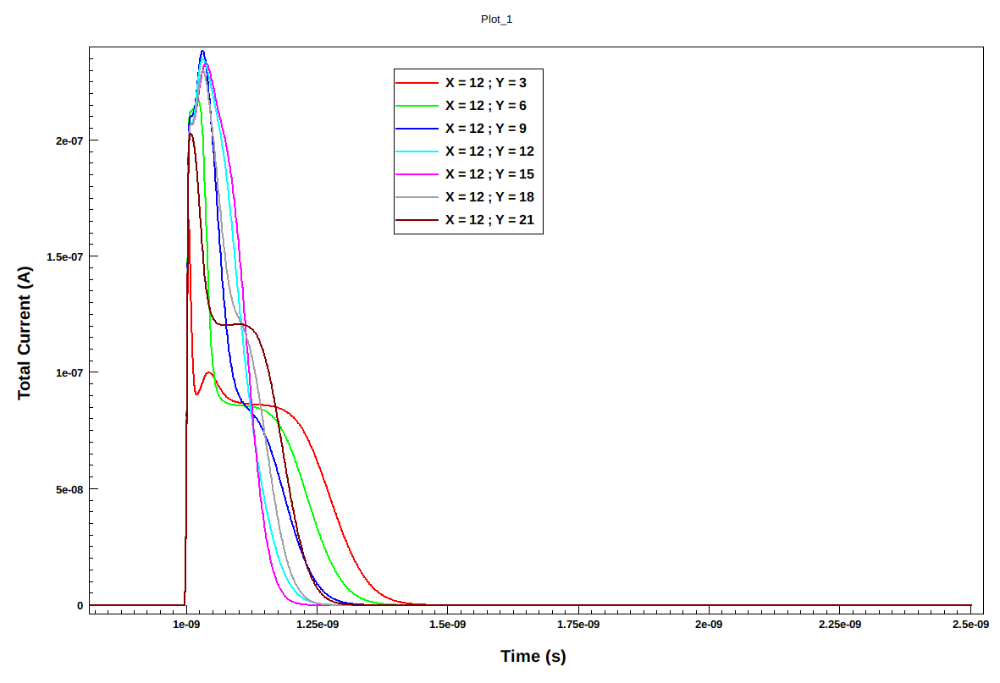 Plot_1
X = 12 ; Y = 3
X = 12 ; Y = 6
X = 12 ; Y = 9
X = 12 ; Y = 12
X = 12 ; Y = 15
X = 12 ; Y = 18
X = 12 ; Y = 21
Total Current (A)
2e-07
1.5e-07
1e-07
5e-08
0
1e-09 1.25e-09 1.5e-09 1.75e-09 2e-09 2.25e-09 2.5e-09
Time (s)